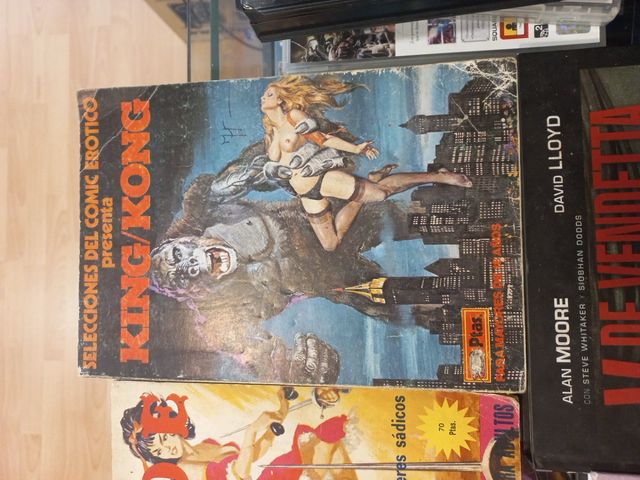 SELECCIONES DEL COMIC EROTICO
presenta
KING/KONG
PARA MAYORES DE
AÑOS
Ptas.
ALAN MOORE
DAVID LLOYD
CON STEVE WHITAKER Y SIOBHAN DODDS
V DE VENDETTA
eres sádicos
70
Ptas.